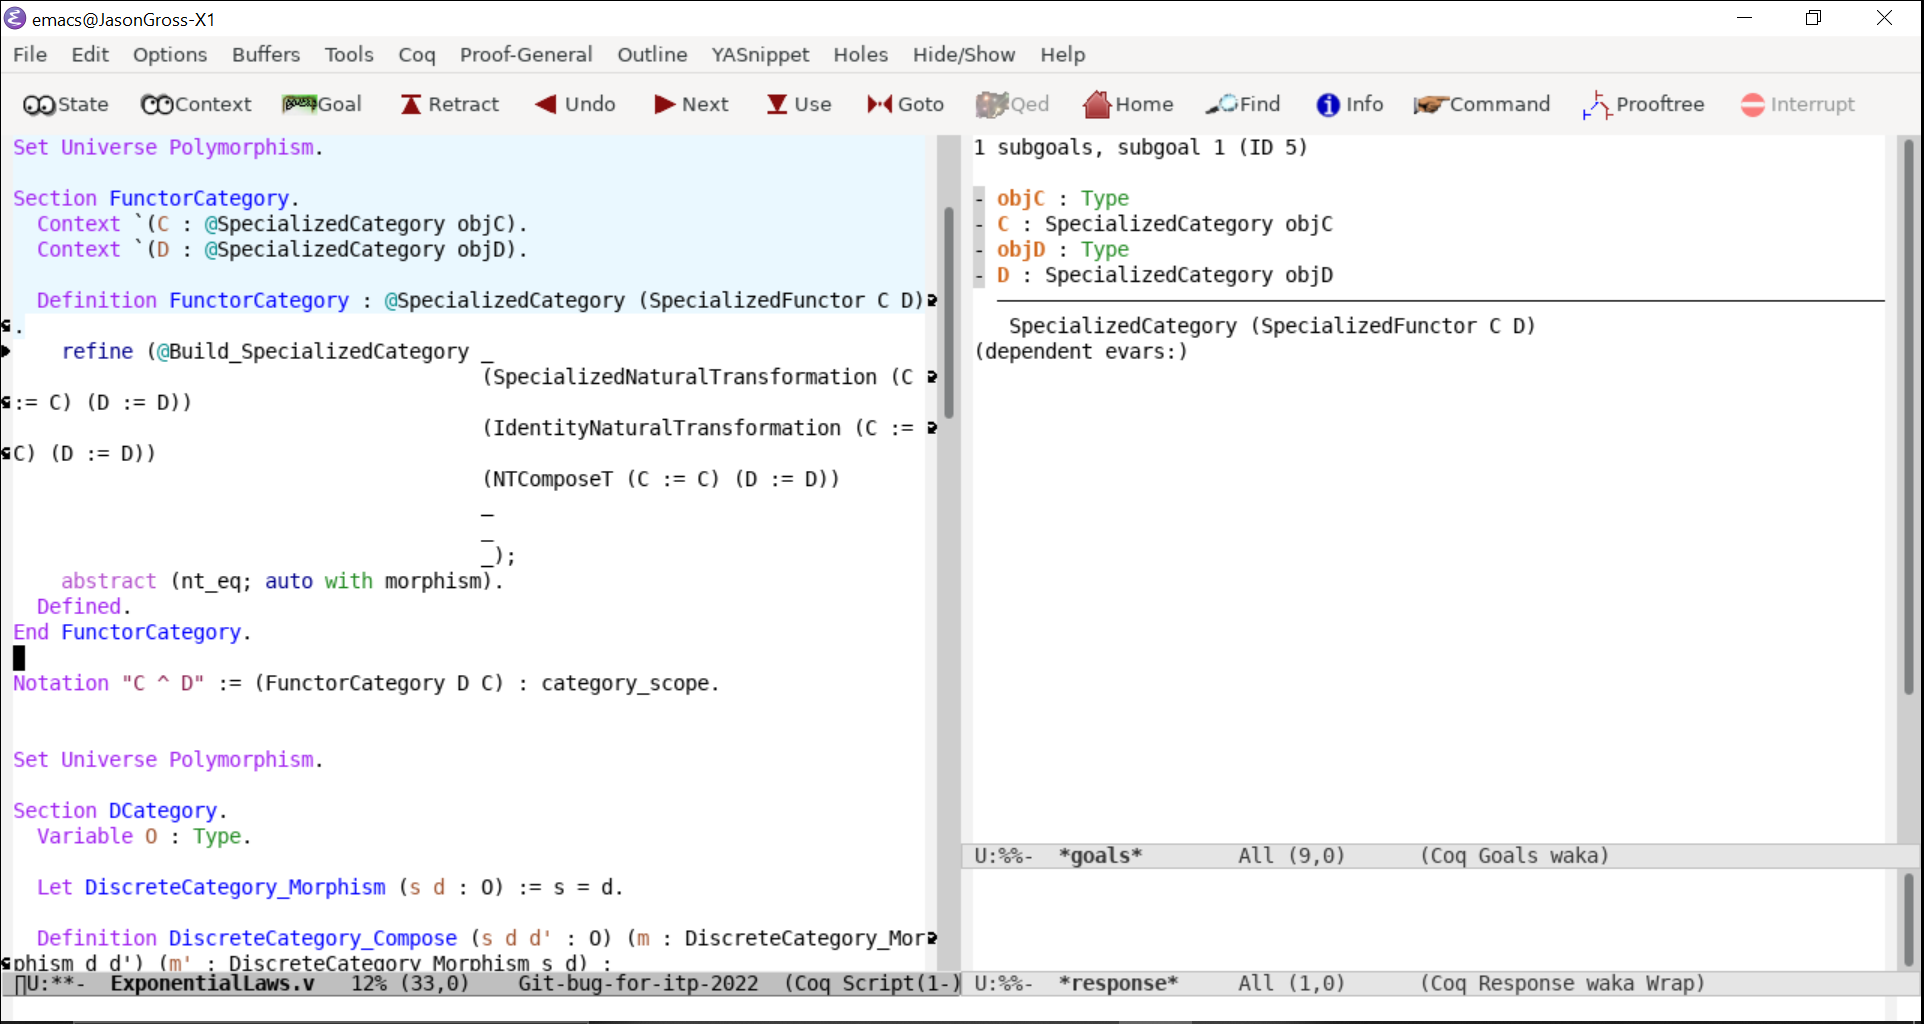 emacs@JasonGross-X1
File Edit Options Buffers Tools Coq Proof-General Outline YASnippet Holes Hide/Show Help
State Context Goal Retract Undo Next Use Goto Qed Home Find Info Command Prooftree Interrupt
Set Universe Polymorphism.
Section FunctorCategory.
Context `(C : @SpecializedCategory objC).
Context `(D : @SpecializedCategory objD).
Definition FunctorCategory : @SpecializedCategory (SpecializedFunctor C D)
.
refine (@Build_SpecializedCategory _
(SpecializedNaturalTransformation (C
:= C) (D := D))
(IdentityNaturalTransformation (C :=
C) (D := D))
(NTComposeT (C := C) (D := D))
_
_
_);
abstract (nt_eq; auto with morphism).
Defined.
End FunctorCategory.
Notation "C ^ D" := (FunctorCategory D C) : category_scope.
Set Universe Polymorphism.
Section DCategory.
Variable O : Type.
Let DiscreteCategory_Morphism (s d : O) := s = d.
Definition DiscreteCategory_Compose (s d d' : O) (m : DiscreteCategory_Mor
phism d d') (m' : DiscreteCategory_Morphism s d) :
U:**- ExponentialLaws.v 12% (33,0) Git-bug-for-itp-2022 (Coq Script(1-)
1 subgoals, subgoal 1 (ID 5)
- objC : Type
- C : SpecializedCategory objC
- objD : Type
- D : SpecializedCategory objD
SpecializedCategory (SpecializedFunctor C D)
(dependent evars:)
U:%%- *goals* All (9,0) (Coq Goals waka)
U:%%- *response* All (1,0) (Coq Response waka Wrap)